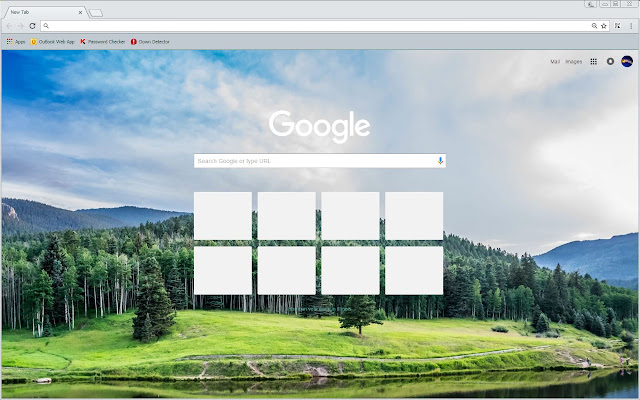 New Tab
Apps Outlook Web App Password Checker Down Detector
Mail Images
Google
Search Google or type URL